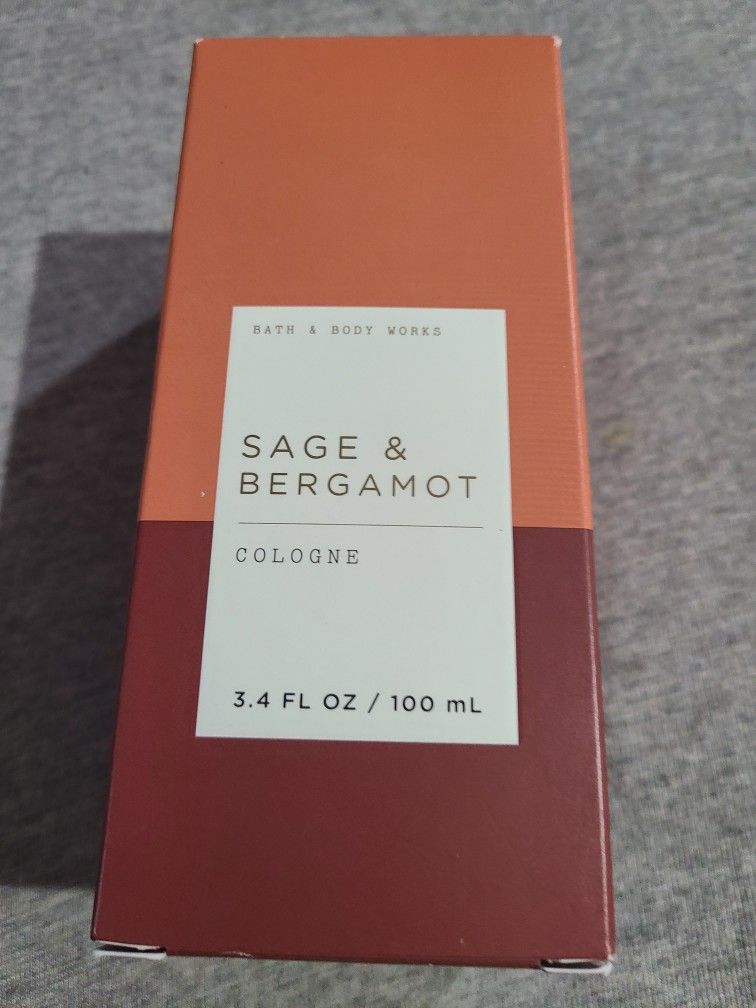 BATH & BODY WORKS
SAGE &
BERGAMOT
COLOGNE
3.4 FL OZ / 100 mL